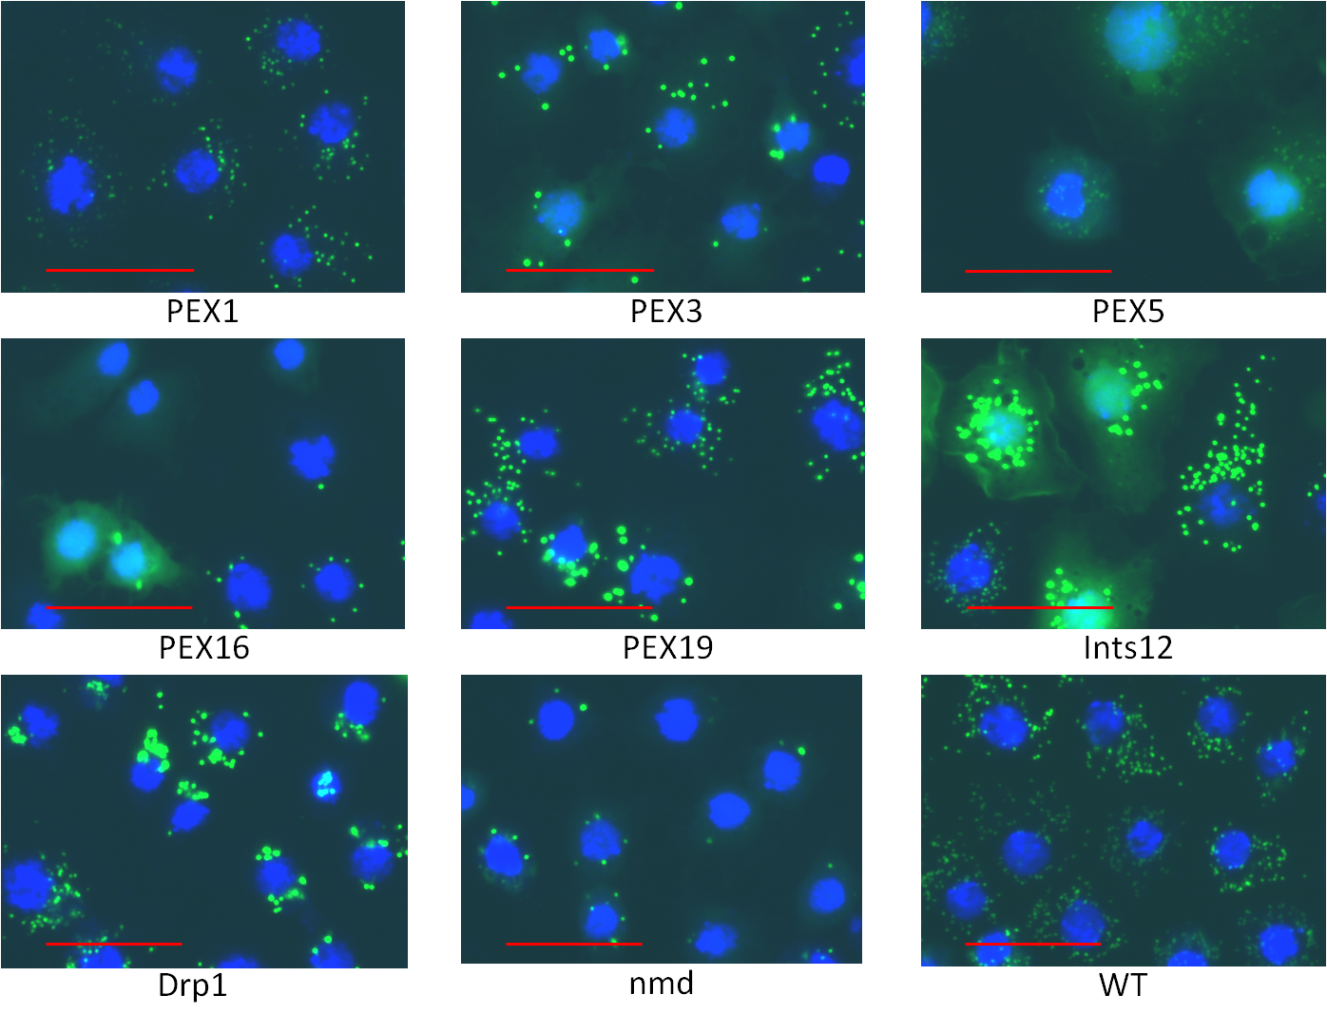 PEX1
PEX3
PEX5
PEX16
PEX19
Ints12
Drp1
nmd
WT